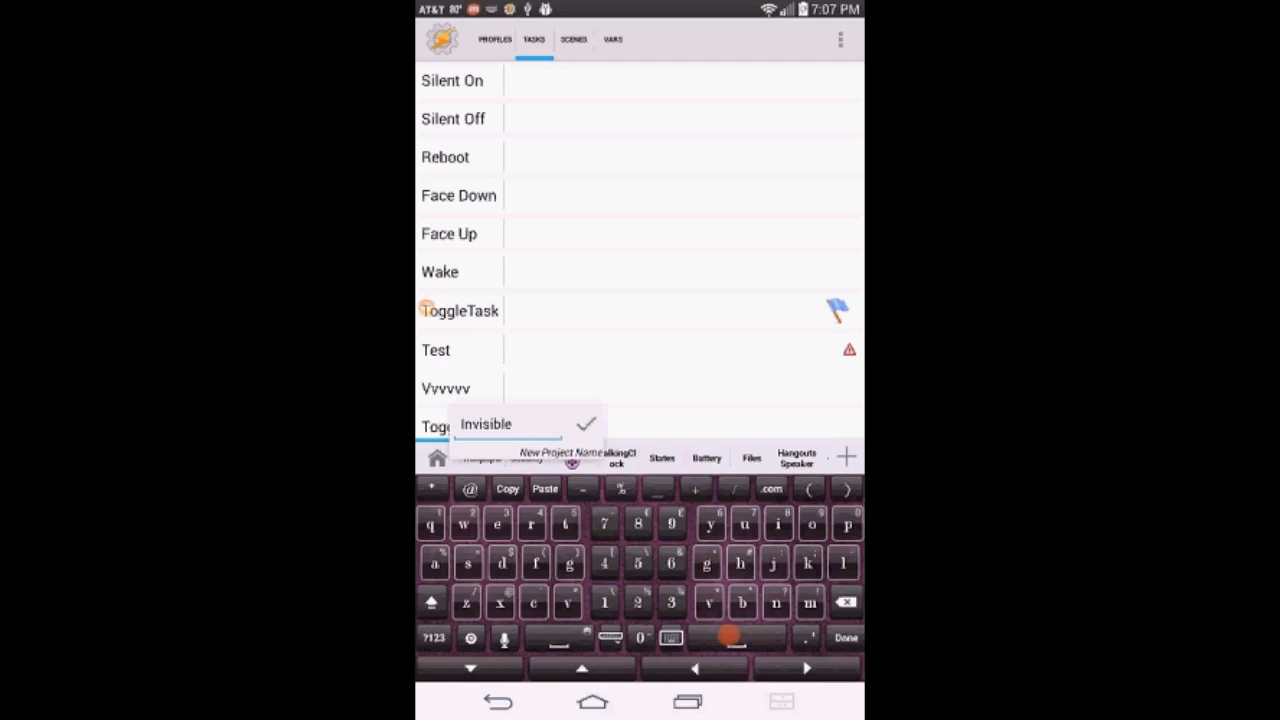 AT&T 80° 7:07 PM
PROFILES TASKS SCENES VARS
Silent On
Silent Off
Reboot
Face Down
Face Up
Wake
ToggleTask
Test
Vvvvvv
Togg
Invisible
New Project Name
alkingCl
ock
States
Battery
Files
Hangouts
Speaker
* @ Copy Paste - % _ + / .com ( )
q w e r t 7 8 9 y u i o p
a s d f g 4 5 6 g h j k l
z x c v 1 2 3 v b n m
?123 0 Done